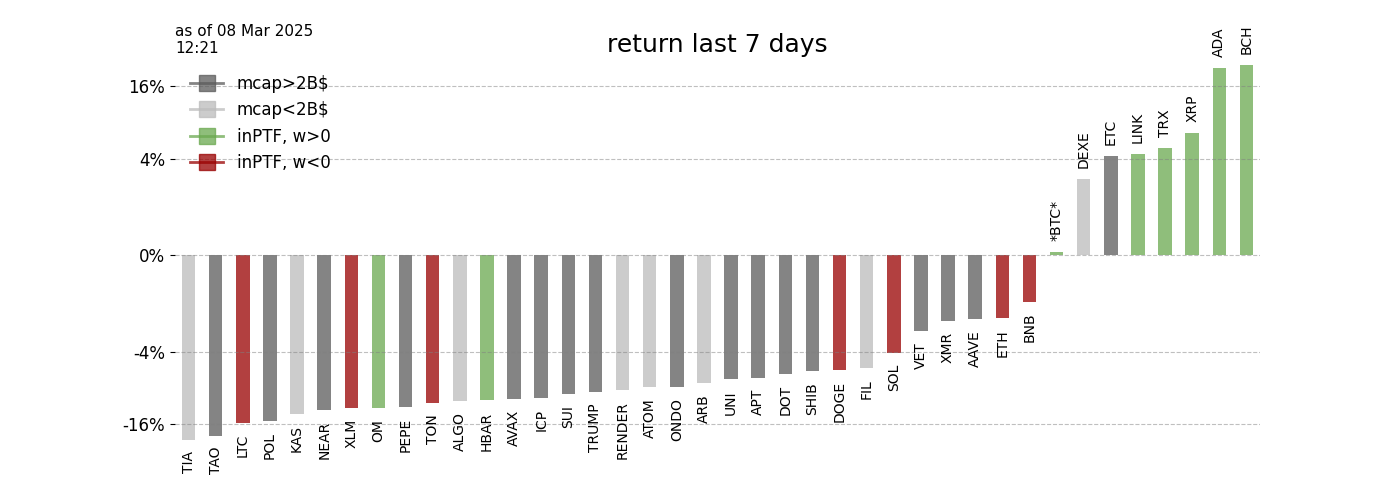 as of 08 Mar 2025
12:21
return last 7 days
mcap>2B$
mcap<2B$
inPTF, w>0
inPTF, w<0
16%
4%
0%
-4%
-16%
TIA
TAO
LTC
POL
KAS
NEAR
XLM
OM
PEPE
TON
ALGO
HBAR
AVAX
ICP
SUI
TRUMP
RENDER
ATOM
ONDO
ARB
UNI
APT
DOT
SHIB
DOGE
FIL
SOL
VET
XMR
AAVE
ETH
BNB
*BTC*
DEXE
ETC
LINK
TRX
XRP
ADA
BCH